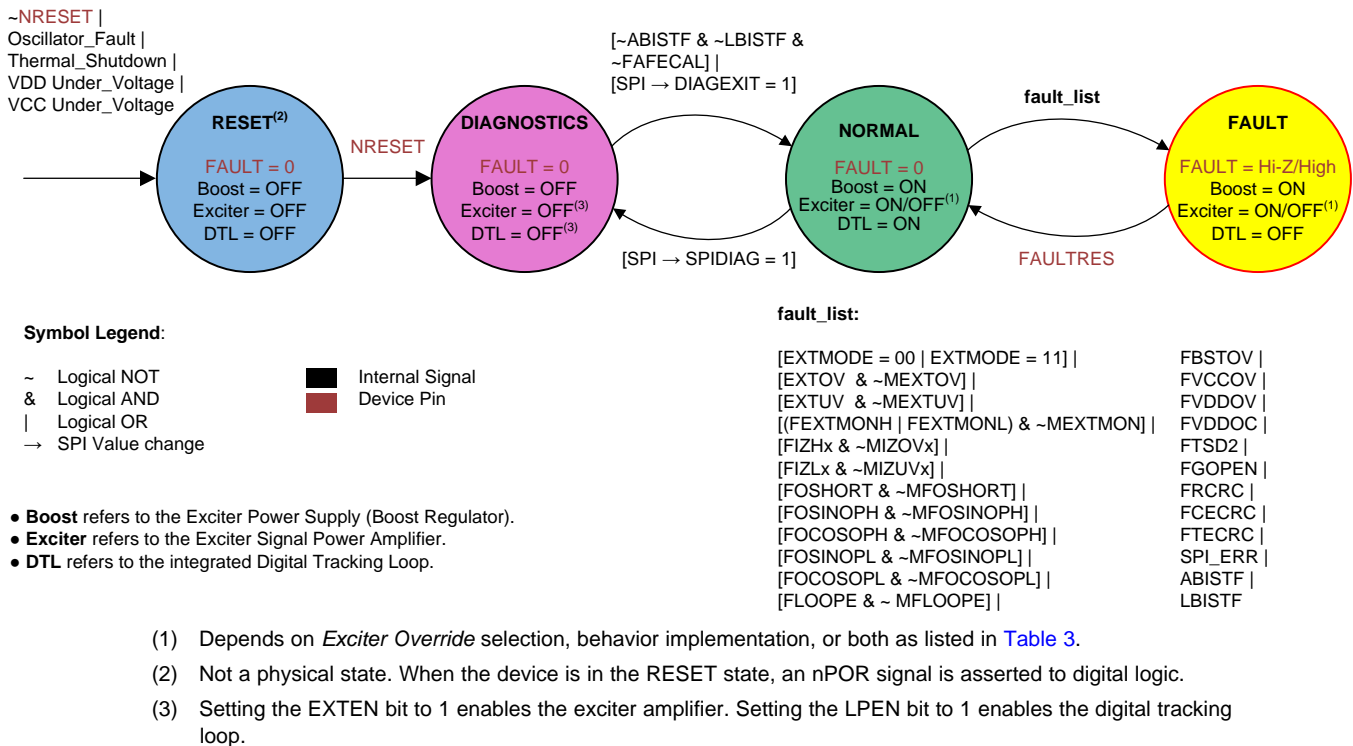 ~NRESET |
Oscillator_Fault |
Thermal_Shutdown |
VDD Under_Voltage |
VCC Under_Voltage
RESET(2)
FAULT = 0
Boost = OFF
Exciter = OFF
DTL = OFF
NRESET
DIAGNOSTICS
FAULT = 0
Boost = OFF
Exciter = OFF(3)
DTL = OFF(3)
[~ABISTF & ~LBISTF &
~FAFECAL] |
[SPI → DIAGEXIT = 1]
[SPI → SPIDIAG = 1]
NORMAL
FAULT = 0
Boost = ON
Exciter = ON/OFF(1)
DTL = ON
fault_list
FAULTRES
FAULT
FAULT = Hi-Z/High
Boost = ON
Exciter = ON/OFF(1)
DTL = OFF
Symbol Legend:
~ Logical NOT
& Logical AND
| Logical OR
→ SPI Value change
Internal Signal
Device Pin
● Boost refers to the Exciter Power Supply (Boost Regulator).
● Exciter refers to the Exciter Signal Power Amplifier.
● DTL refers to the integrated Digital Tracking Loop.
fault_list:
[EXTMODE = 00 | EXTMODE = 11] |
[EXTOV & ~MEXTOV] |
[EXTUV & ~MEXTUV] |
[(FEXTMONH | FEXTMONL) & ~MEXTMON] |
[FIZHx & ~MIZOVx] |
[FIZLx & ~MIZUVx] |
[FOSHORT & ~MFOSHORT] |
[FOSINOPH & ~MFOSINOPH] |
[FOCOSOPH & ~MFOCOSOPH] |
[FOSINOPL & ~MFOSINOPL] |
[FOCOSOPL & ~MFOCOSOPL] |
[FLOOPE & ~ MFLOOPE] |
FBSTOV |
FVCCOV |
FVDDOV |
FVDDOC |
FTSD2 |
FGOPEN |
FRCRC |
FCECRC |
FTECRC |
SPI_ERR |
ABISTF |
LBISTF
(1) Depends on Exciter Override selection, behavior implementation, or both as listed in Table 3.
(2) Not a physical state. When the device is in the RESET state, an nPOR signal is asserted to digital logic.
(3) Setting the EXTEN bit to 1 enables the exciter amplifier. Setting the LPEN bit to 1 enables the digital tracking
loop.